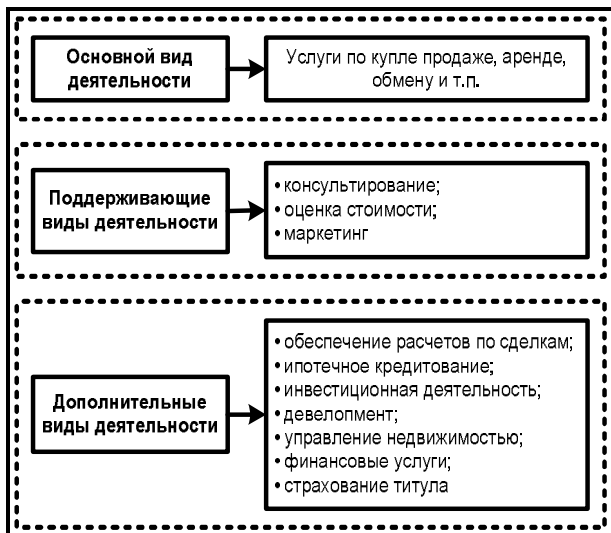 Основной вид
деятельности
Услуги по купле продаже, аренде,
обмену и т.п.
Поддерживающие
виды деятельности
• консультирование;
• оценка стоимости;
• маркетинг
Дополнительные
виды деятельности
• обеспечение расчетов по сделкам;
• ипотечное кредитование;
• инвестиционная деятельность;
• девелопмент;
• управление недвижимостью;
• финансовые услуги;
• страхование титула